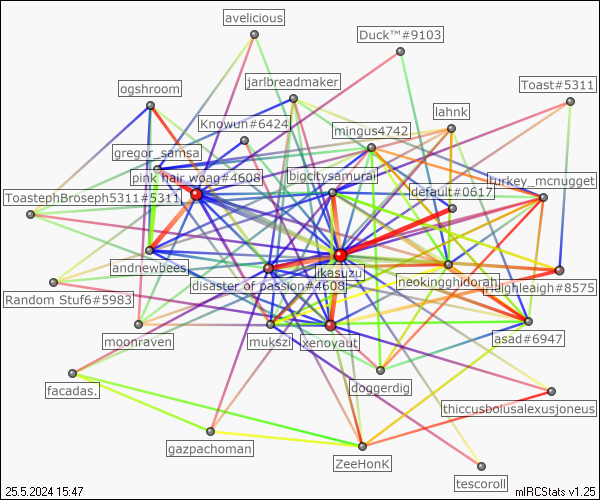 avelicious
Duck™#9103
ogshroom
jarlbreadmaker
Toast#5311
Knowun#6424
mingus4742
lahnk
gregor_samsa
pink hair woag#4608
bigcitysamurai
default#0617
turkey_mcnugget
ToastephBroseph5311#5311
andnewbees
ikasuzu
neokingghidorah
heighleaigh#8575
disaster of passion#4608
Random Stuf6#5983
moonraven
mukszi
xenoyaut
asad#6947
doggerdig
facadas.
thiccusboiusalexusjoneus
gazpachoman
ZeeHonK
tescoroll
25.5.2024 15:47
mIRCStats v1.25